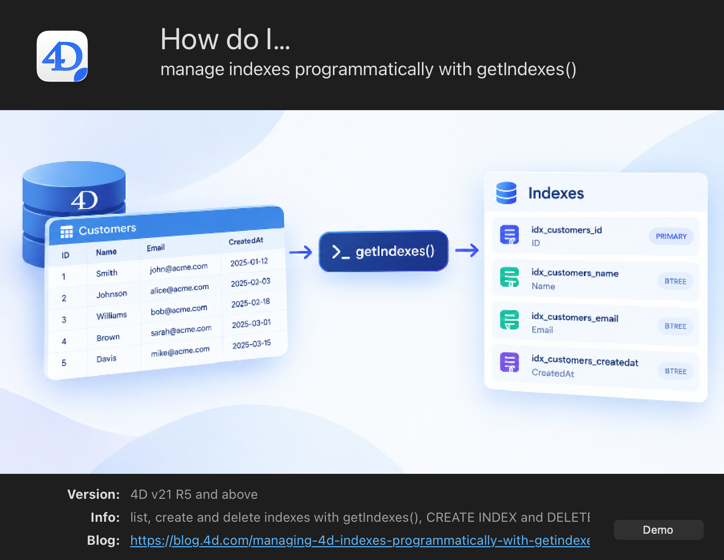 4D
How do I...
manage indexes programmatically with getIndexes()
4D
Customers
ID Name Email CreatedAt
1 Smith john@acme.com 2025-01-12
2 Johnson alice@acme.com 2025-02-03
3 Williams bob@acme.com 2025-02-18
4 Brown sarah@acme.com 2025-03-01
5 Davis mike@acme.com 2025-03-15
>_ getIndexes()
Indexes
idx_customers_id
ID
PRIMARY
idx_customers_name
Name
BTREE
idx_customers_email
Email
BTREE
idx_customers_createdat
CreatedAt
BTREE
Version: 4D v21 R5 and above
Info: list, create and delete indexes with getIndexes(), CREATE INDEX and DELETE
Blog: https://blog.4d.com/managing-4d-indexes-programmatically-with-getindexe
Demo